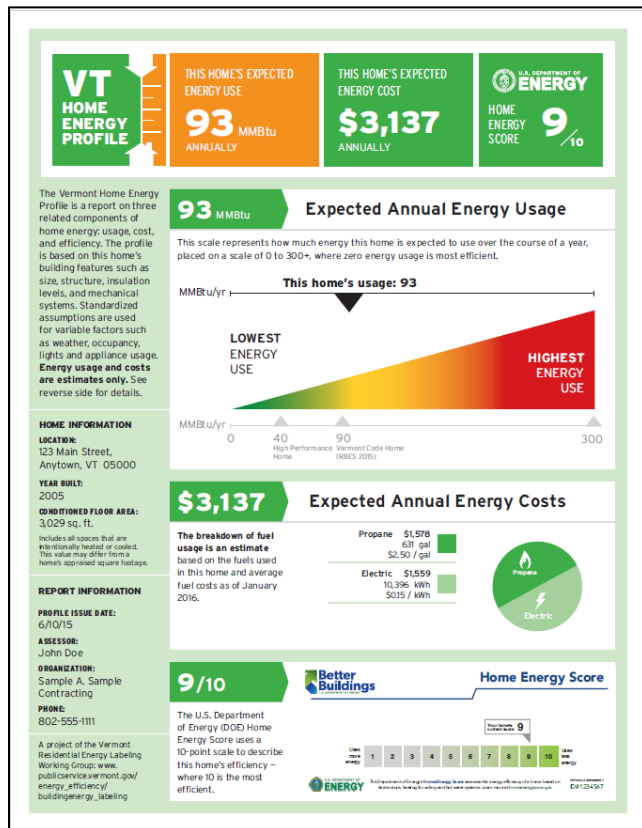 VT
HOME
ENERGY
PROFILE
THIS HOME'S EXPECTED
ENERGY USE
93 MMBtu
ANNUALLY
THIS HOME'S EXPECTED
ENERGY COST
$3,137
ANNUALLY
U.S. DEPARTMENT OF
ENERGY
HOME
ENERGY
SCORE
9/10
The Vermont Home Energy
Profile is a report on three
related components of
home energy: usage, cost,
and efficiency. The profile
is based on this home's
building features such as
size, structure, insulation
levels, and mechanical
systems. Standardized
assumptions are used
for variable factors such
as weather, occupancy,
lights and appliance usage.
Energy usage and costs
are estimates only. See
reverse side for details.
HOME INFORMATION
LOCATION:
123 Main Street,
Anytown, VT 05000
YEAR BUILT:
2005
CONDITIONED FLOOR AREA:
3,029 sq. ft.
Includes all spaces that are
intentionally heated or cooled.
This value may differ from a
home's appraised square footage.
REPORT INFORMATION
PROFILE ISSUE DATE:
6/10/15
ASSESSOR:
John Doe
ORGANIZATION:
Sample A. Sample
Contracting
PHONE:
802-555-1111
A project of the Vermont
Residential Energy Labeling
Working Group: www.
publicservice.vermont.gov/
energy_efficiency/
buildingenergy_labeling
93 MMBtu
Expected Annual Energy Usage
This scale represents how much energy this home is expected to use over the course of a year,
placed on a scale of 0 to 300+, where zero energy usage is most efficient.
This home's usage: 93
MMBtu/yr
LOWEST
ENERGY
USE
HIGHEST
ENERGY
USE
MMBtu/yr
0 40 90 300
High Performance Home
Vermont Code Home
(RBES 2015)
$3,137
Expected Annual Energy Costs
The breakdown of fuel
usage is an estimate
based on the fuels used
in this home and average
fuel costs as of January
2016.
Propane $1,578
631 gal
$2.50 / gal
Electric $1,559
10,396 kWh
$0.15 / kWh
Propane
Electric
9/10
The U.S. Department
of Energy (DOE) Home
Energy Score uses a
10-point scale to describe
this home's efficiency –
where 10 is the most
efficient.
Better
Buildings
U.S. DEPARTMENT OF ENERGY
Home Energy Score
Your home's
current score 9
Uses
more
energy
1 2 3 4 5 6 7 8 9 10
Uses
less
energy
U.S. DEPARTMENT OF
ENERGY
ID# 1234567